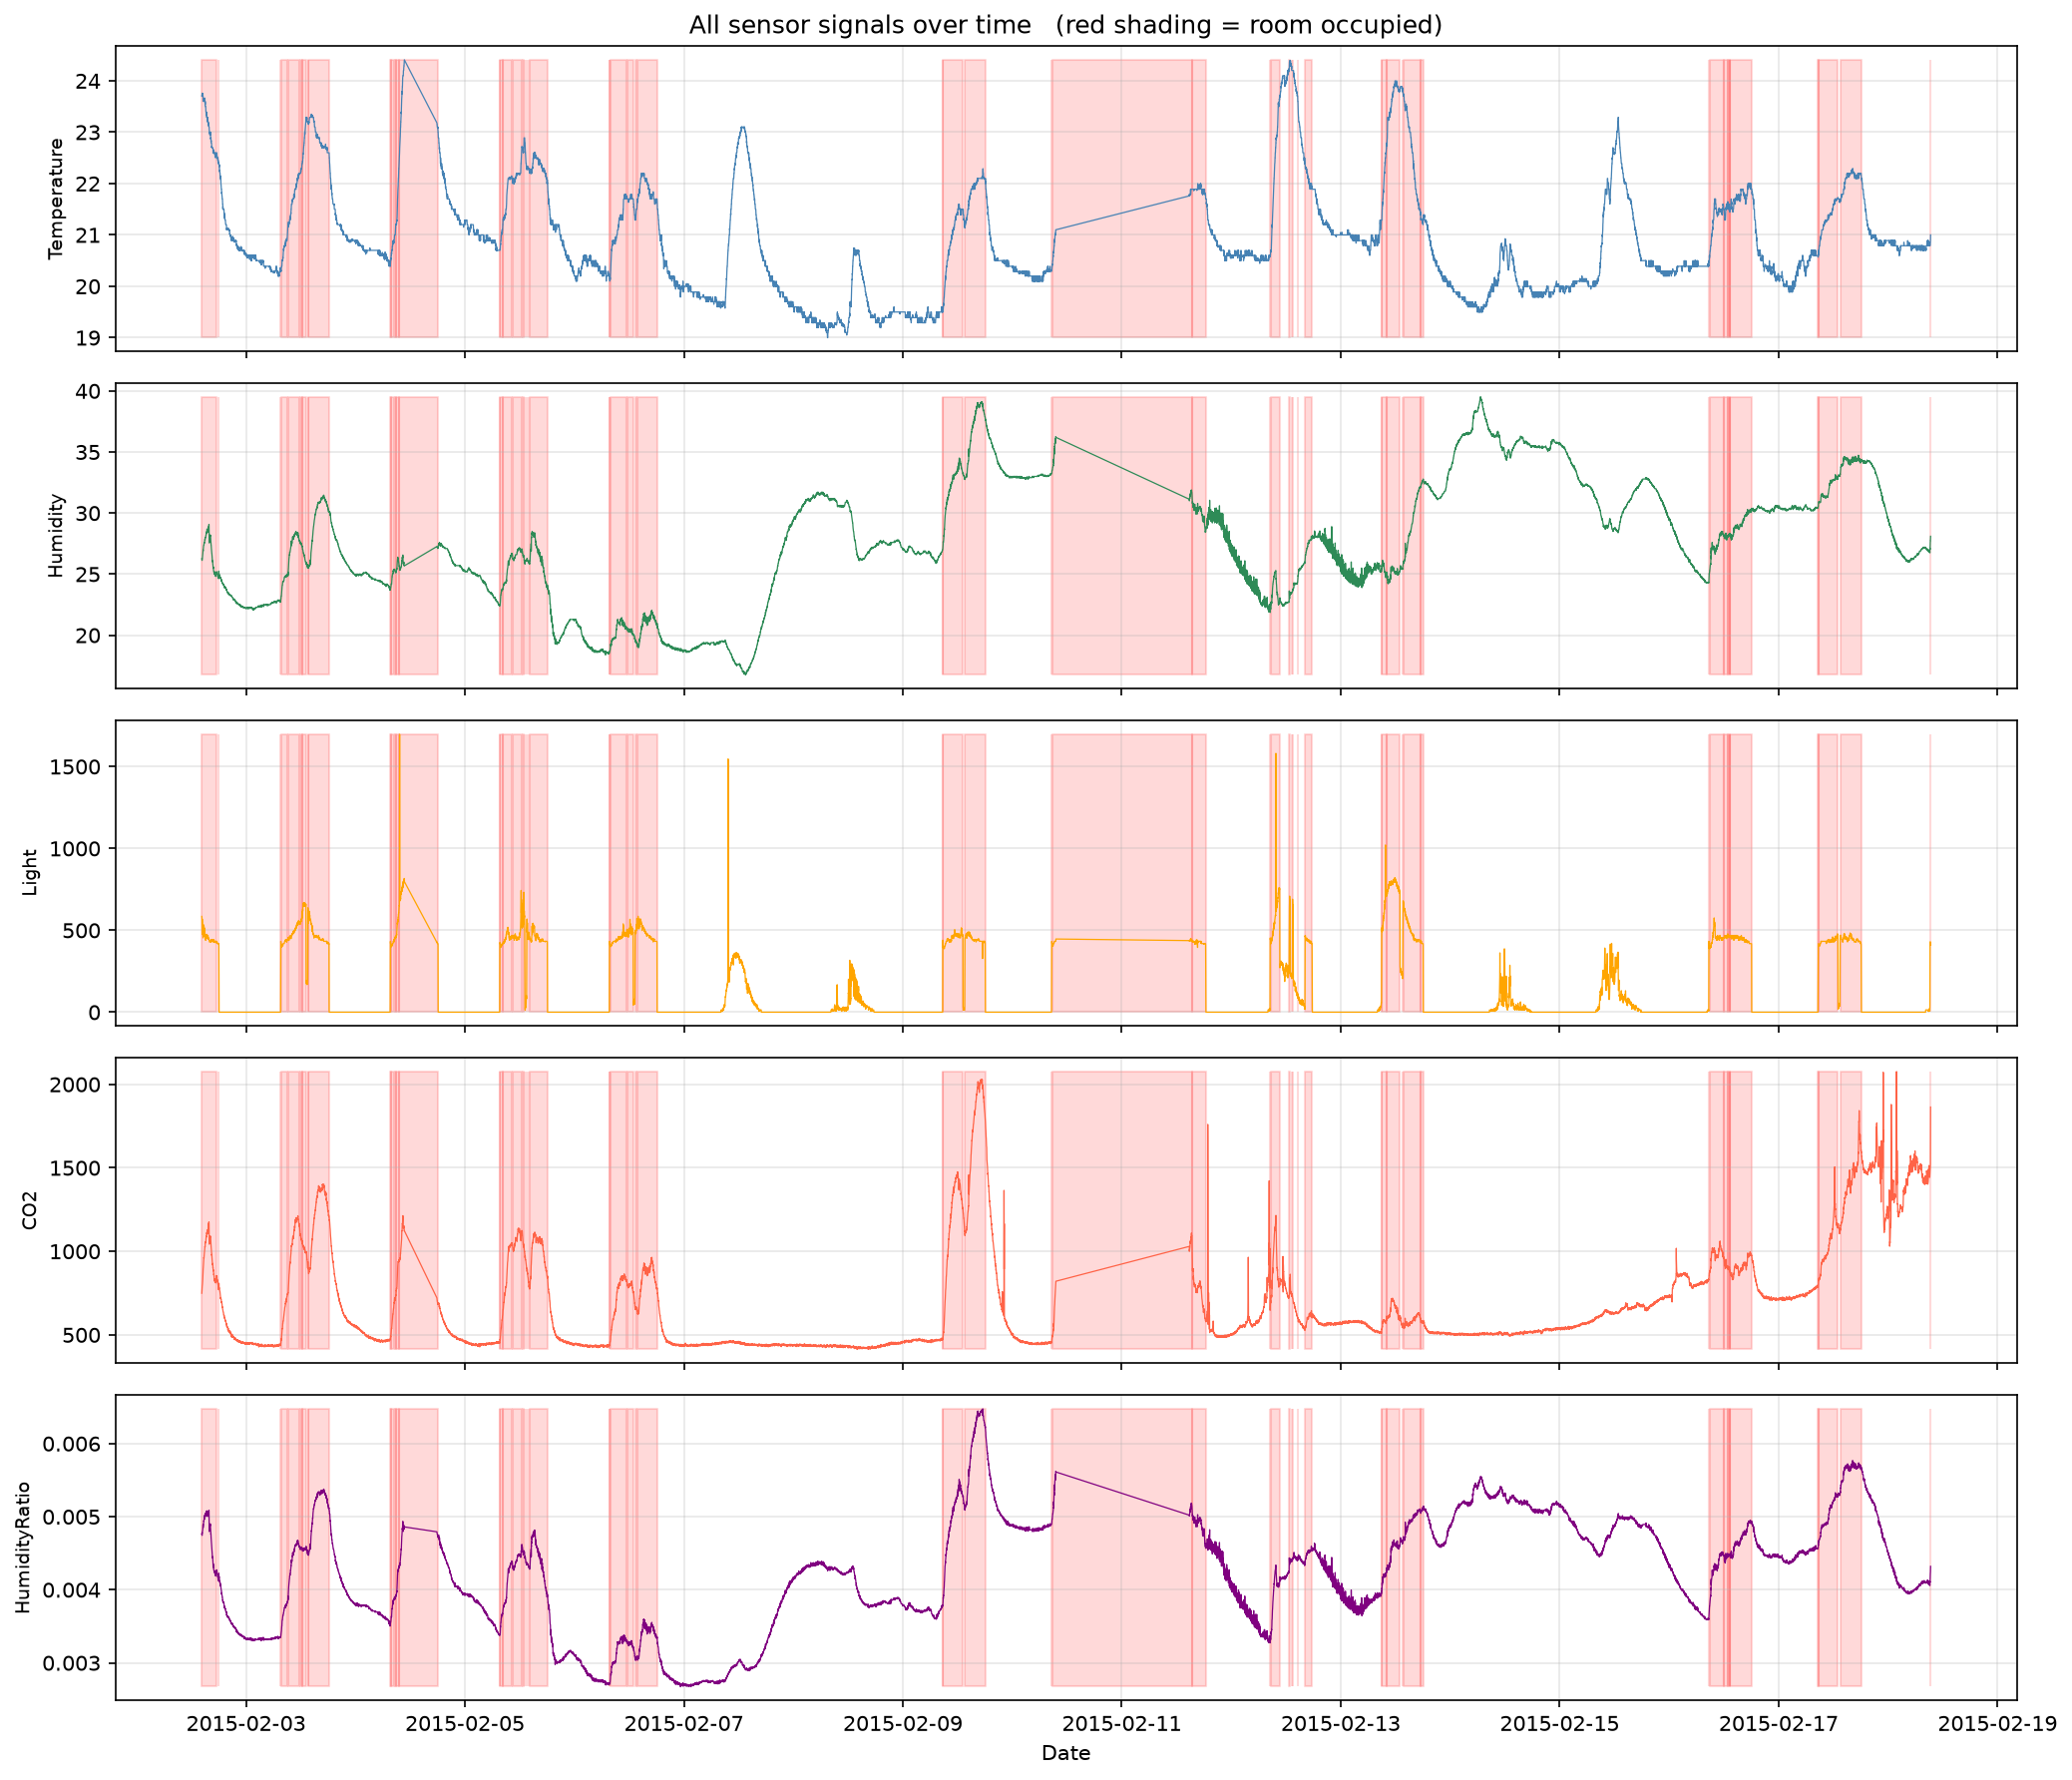 All sensor signals over time   (red shading = room occupied)
24
23
22
21
20
19
Temperature
40
35
30
25
20
Humidity
1500
1000
500
0
Light
2000
1500
1000
500
CO2
0.006
0.005
0.004
0.003
HumidityRatio
2015-02-03 2015-02-05 2015-02-07 2015-02-09 2015-02-11 2015-02-13 2015-02-15 2015-02-17 2015-02-19
Date